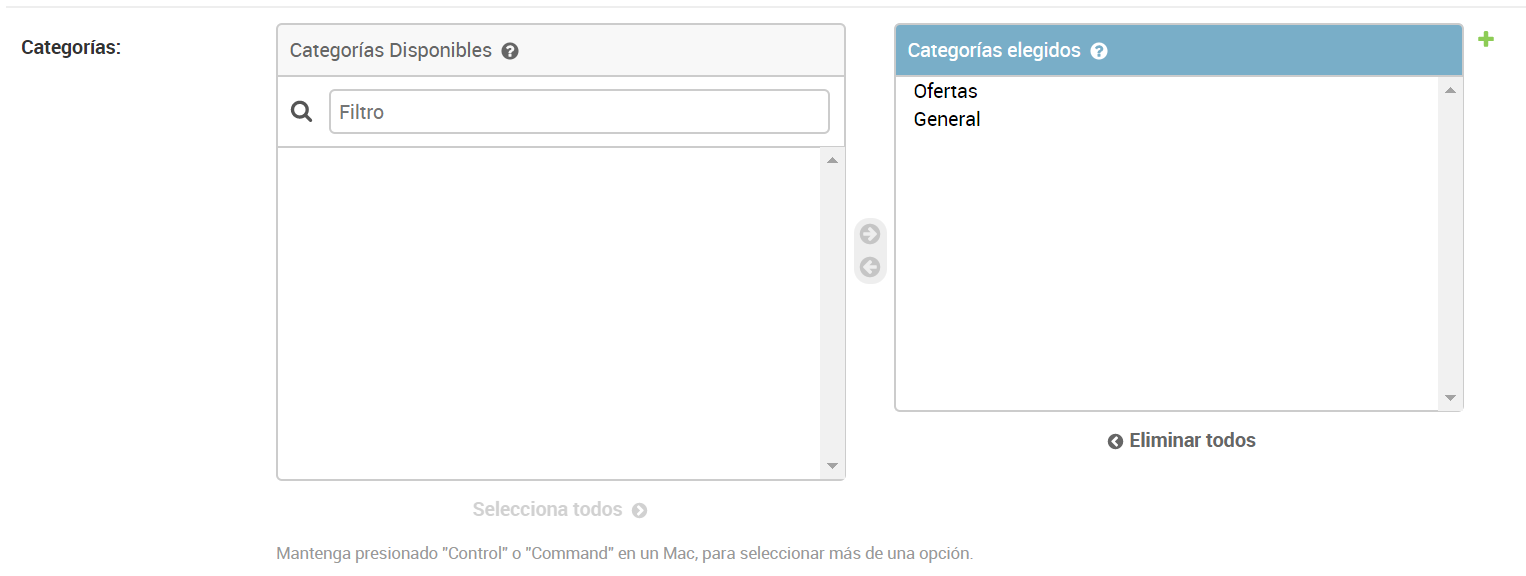 Categorías:
Categorías Disponibles
Filtro
Categorías elegidos
Ofertas
General
Eliminar todos
Selecciona todos
Mantenga presionado "Control" o "Command" en un Mac, para seleccionar más de una opción.